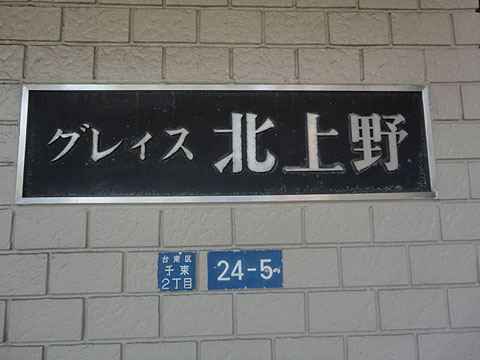 グレイス 北上野
台東区
千束
2丁目
24-5